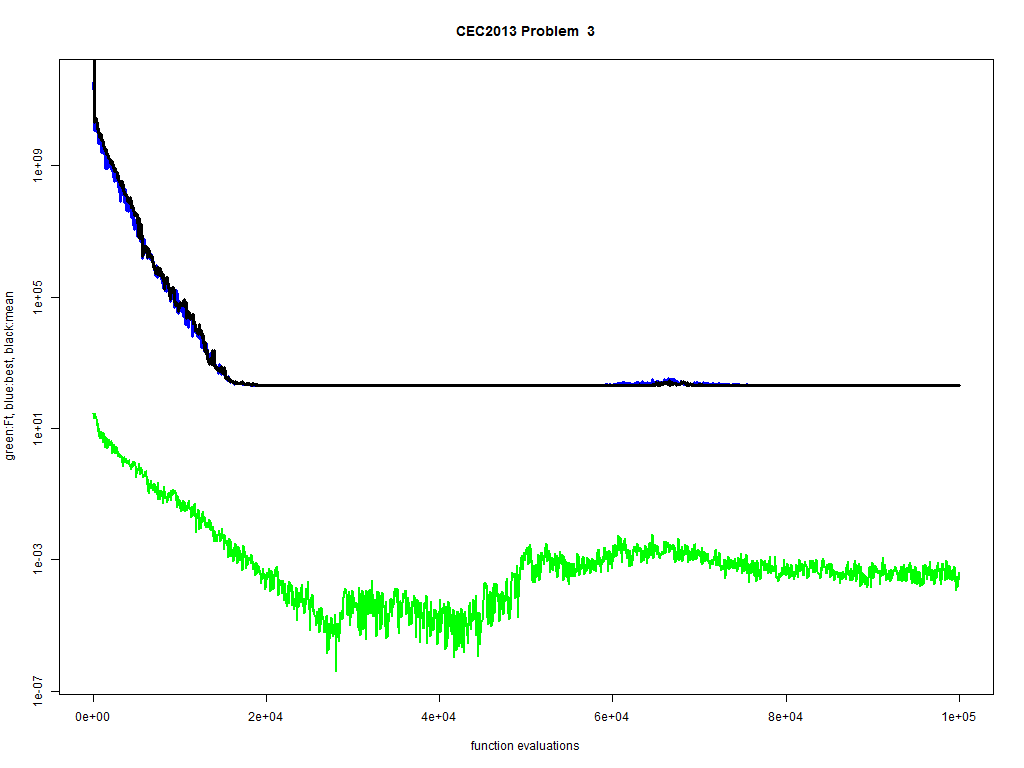 CEC2013 Problem  3
green:Ft, blue:best, black:mean
1e+09
1e+05
1e+01
1e-03
1e-07
0e+00
2e+04
4e+04
6e+04
8e+04
1e+05
function evaluations